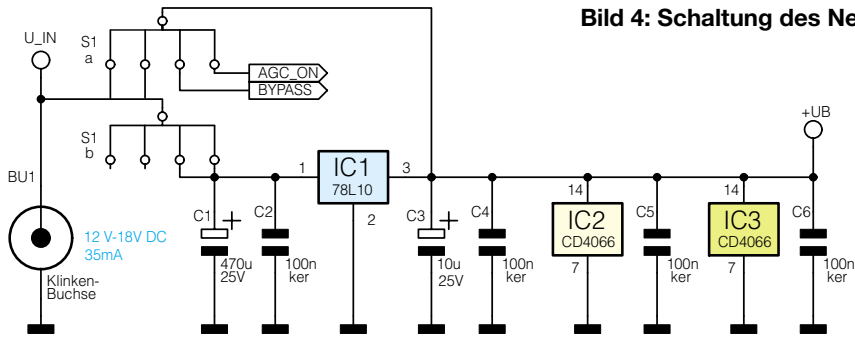 Bild 4: Schaltung des Ne
U_IN
S1
a
AGC_ON
BYPASS
S1
b
+UB
BU1
12 V-18V DC
35mA
Klinken-
Buchse
C1
+
470u
25V
C2
100n
ker
1
IC1
78L10
3
2
C3
+
10u
25V
C4
100n
ker
14
IC2
CD4066
7
C5
100n
ker
14
IC3
CD4066
7
C6
100n
ker